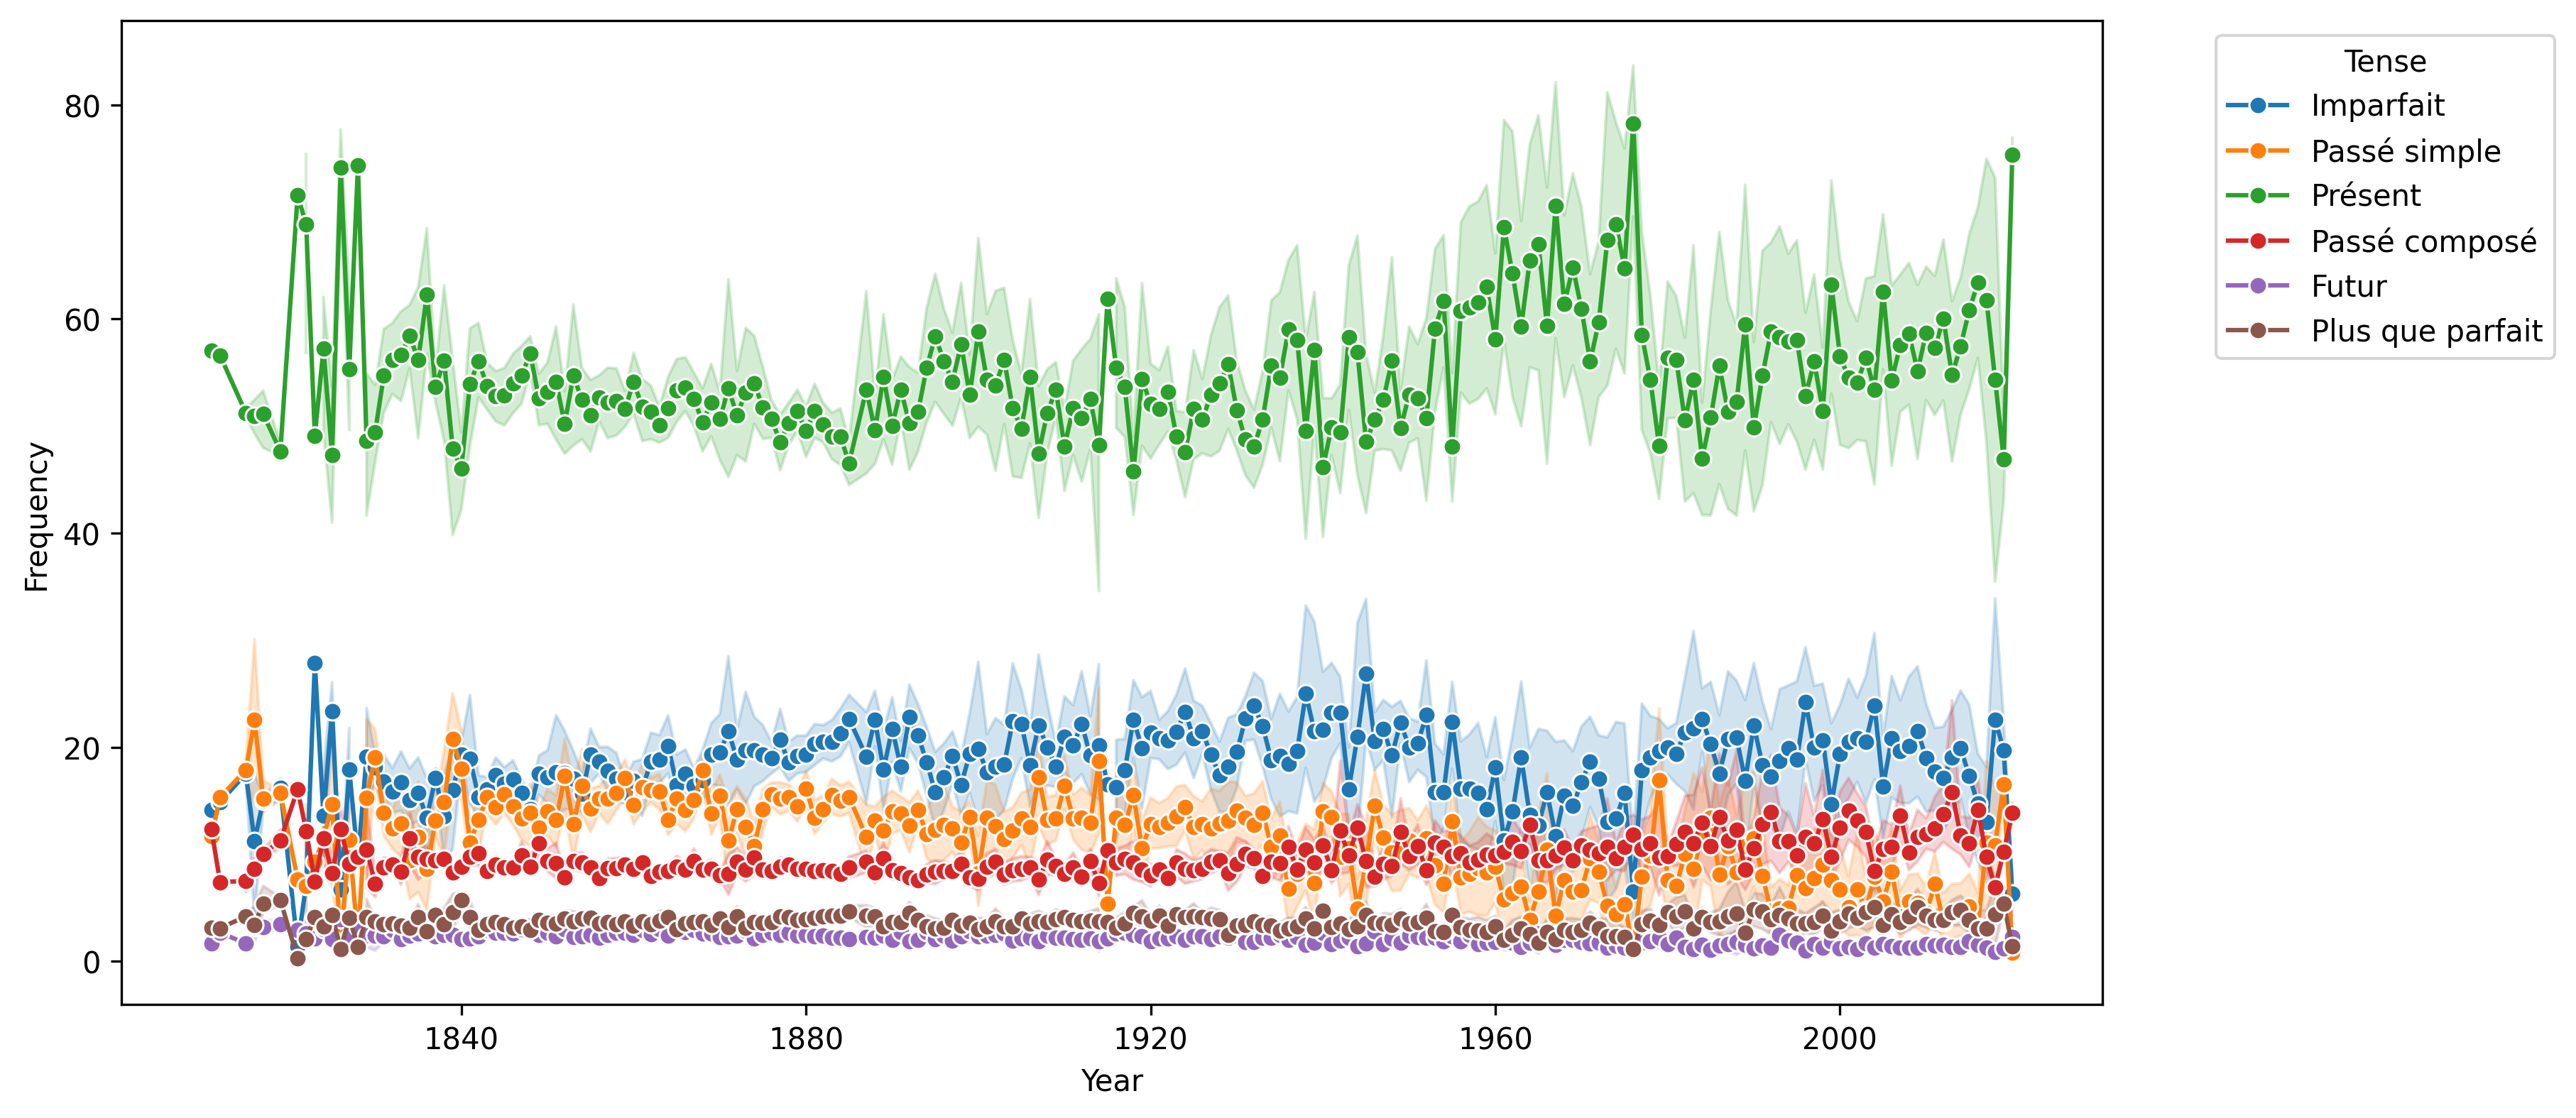 Tense
Imparfait
Passé simple
Présent
Passé composé
Futur
Plus que parfait
80
60
40
20
0
Frequency
1840
1880
1920
1960
2000
Year